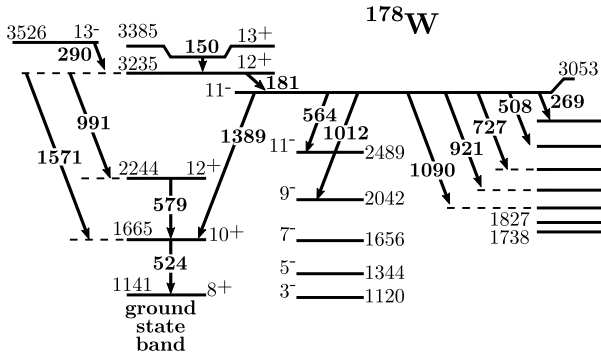 178W
3526 13- 3385 13+
290 150
3235 12+ 3053
11- 181
564 508 269
991 1389 1012 727
1571 11- 2489 921
2244 12+ 1090
579 9- 2042
1665 10+ 7- 1656 1827
524 1738
1141 8+ 5- 1344
3- 1120
ground
state
band